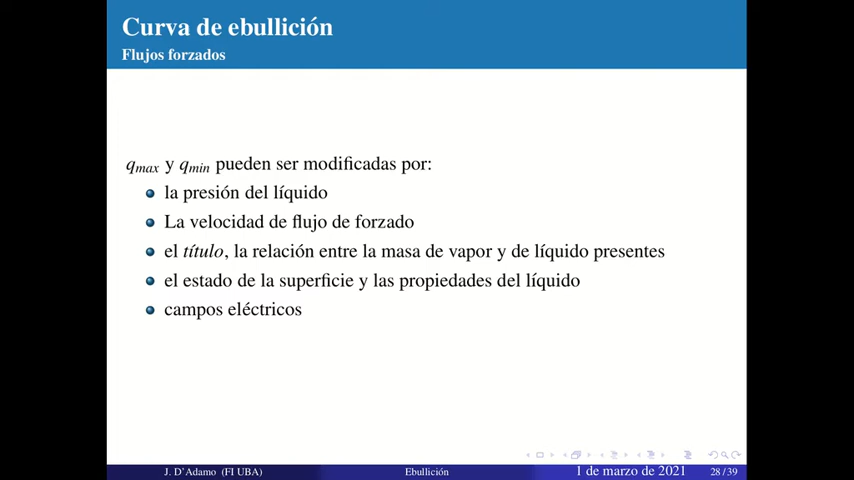 Curva de ebullición
Flujos forzados
qmax y qmin pueden ser modificadas por:
la presión del líquido
La velocidad de flujo de forzado
el título, la relación entre la masa de vapor y de líquido presentes
el estado de la superficie y las propiedades del líquido
campos eléctricos
J. D'Adamo (FI UBA) Ebullición 1 de marzo de 2021 28/39